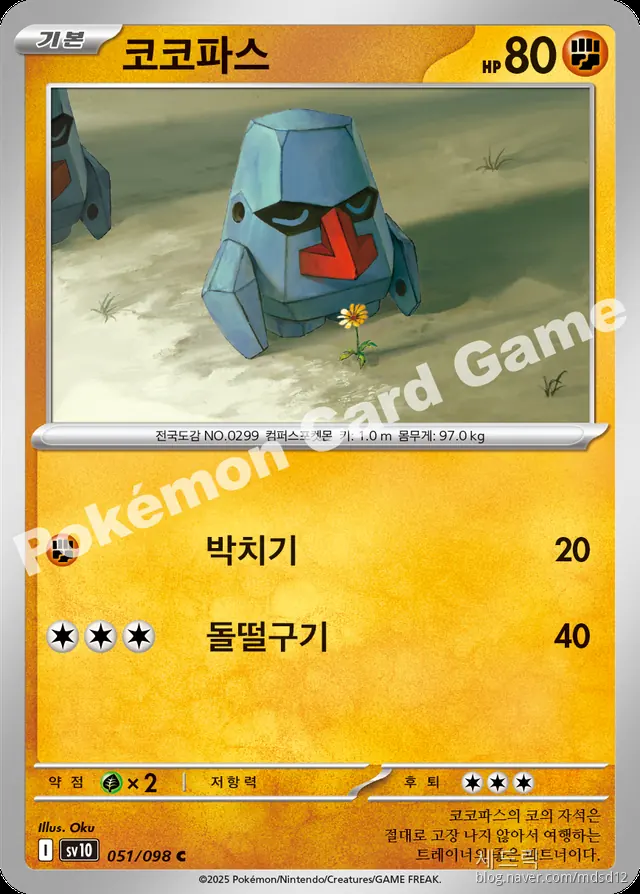 기본
코코파스
HP 80
전국도감 NO.0299 컴퍼스포켓몬 키: 1.0 m 몸무게: 97.0 kg
Pokémon Card Game
박치기 20
돌떨구기 40
약점 ×2 저항력 후퇴
Illus. Oku
I sv10 051/098 C
코코파스의 코의 자석은
절대로 고장 나지 않아서 여행하는
트레이너의 좋은 파트너이다.
세드릭
blog.naver.com/mdsd12
©2025 Pokémon/Nintendo/Creatures/GAME FREAK.